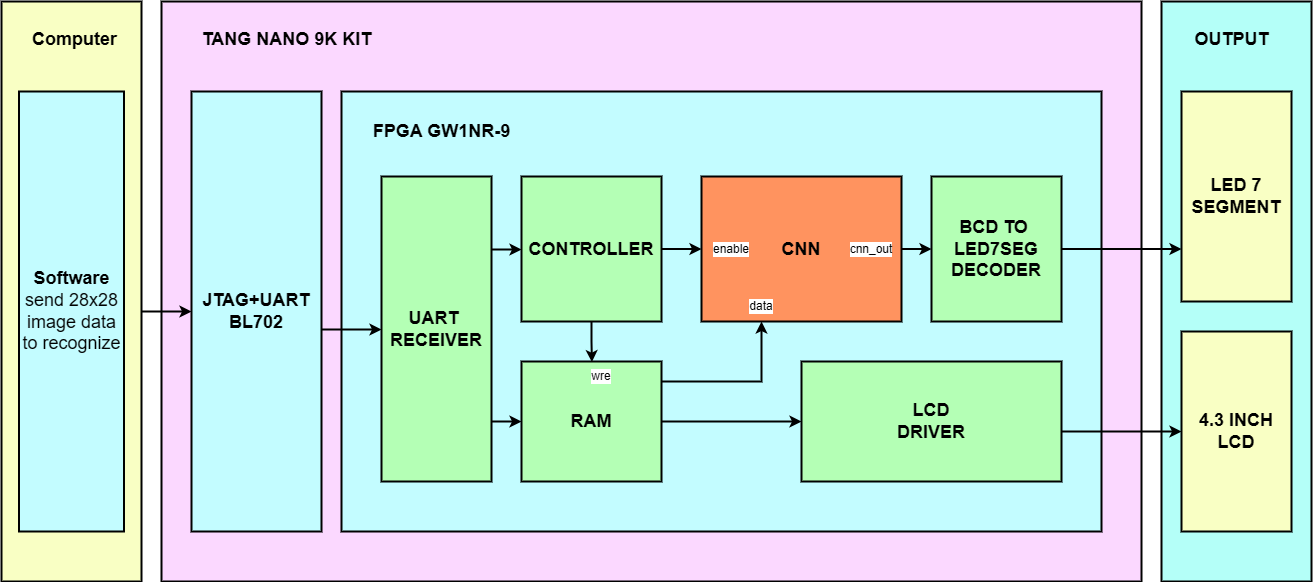 Computer
Software
send 28x28
image data
to recognize
TANG NANO 9K KIT
JTAG+UART
BL702
FPGA GW1NR-9
UART
RECEIVER
CONTROLLER
enable
CNN
cnn_out
data
BCD TO
LED7SEG
DECODER
wre
RAM
LCD
DRIVER
OUTPUT
LED 7
SEGMENT
4.3 INCH
LCD